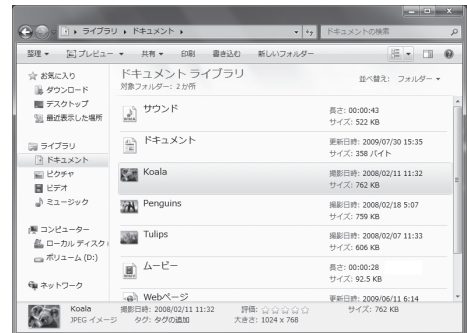 ライブラリ ▸ ドキュメント ▸
ドキュメントの検索
整理 プレビュー 共有 印刷 書き込む 新しいフォルダー
お気に入り
ダウンロード
デスクトップ
最近表示した場所
ライブラリ
ドキュメント
ピクチャ
ビデオ
ミュージック
コンピューター
ローカル ディスク
ボリューム (D:)
ネットワーク
ドキュメント ライブラリ
対象フォルダー: 2か所
並べ替え: フォルダー
サウンド
長さ: 00:00:43
サイズ: 522 KB
ドキュメント
更新日時: 2009/07/30 15:35
サイズ: 358 バイト
Koala
撮影日時: 2008/02/11 11:32
サイズ: 762 KB
Penguins
撮影日時: 2008/02/18 5:07
サイズ: 759 KB
Tulips
撮影日時: 2008/02/07 11:33
サイズ: 606 KB
ムービー
長さ: 00:00:28
サイズ: 92.5 KB
Webページ
更新日時: 2009/06/11 6:14
Koala 撮影日時: 2008/02/11 11:32 評価: ☆☆☆☆☆ サイズ: 762 KB
JPEG イメージ タグ: タグの追加 大きさ: 1024 x 768